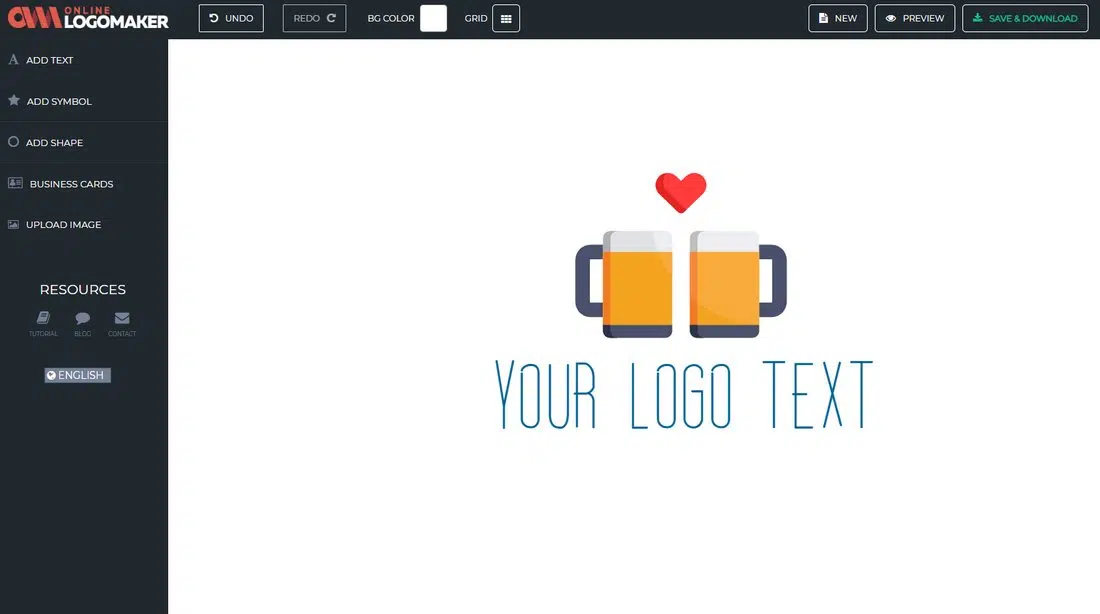 ONLINE
LOGOMAKER
UNDO
REDO
BG COLOR
GRID
NEW
PREVIEW
SAVE & DOWNLOAD
ADD TEXT
ADD SYMBOL
ADD SHAPE
BUSINESS CARDS
UPLOAD IMAGE
RESOURCES
TUTORIAL
BLOG
CONTACT
ENGLISH
YOUR LOGO TEXT